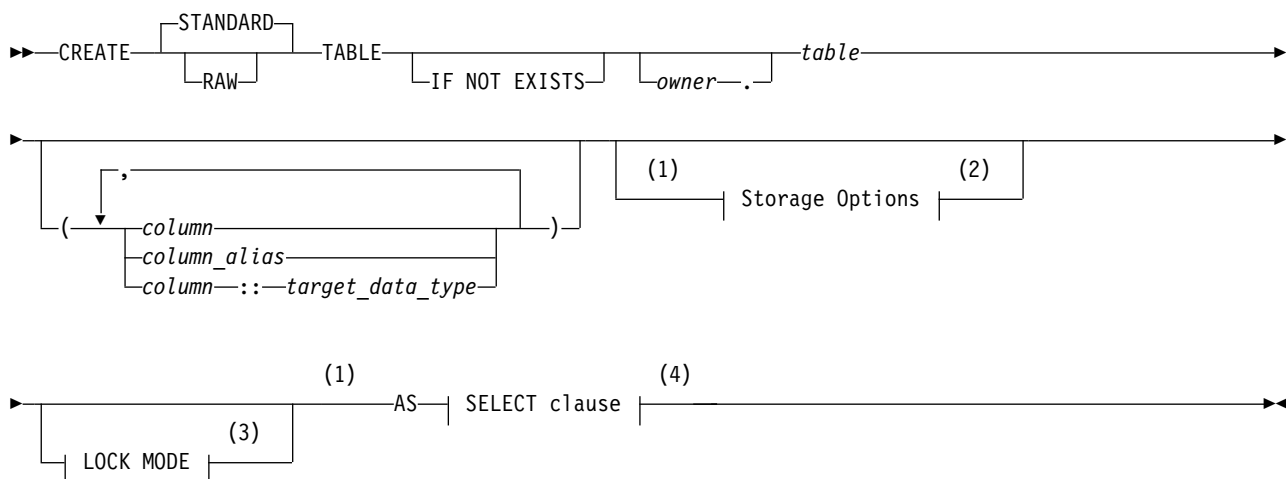 STANDARD
CREATE TABLE table
RAW IF NOT EXISTS owner .
(1) (2)
, Storage Options
( column )
column_alias
column :: target_data_type
(1) (4)
AS SELECT clause
(3)
LOCK MODE